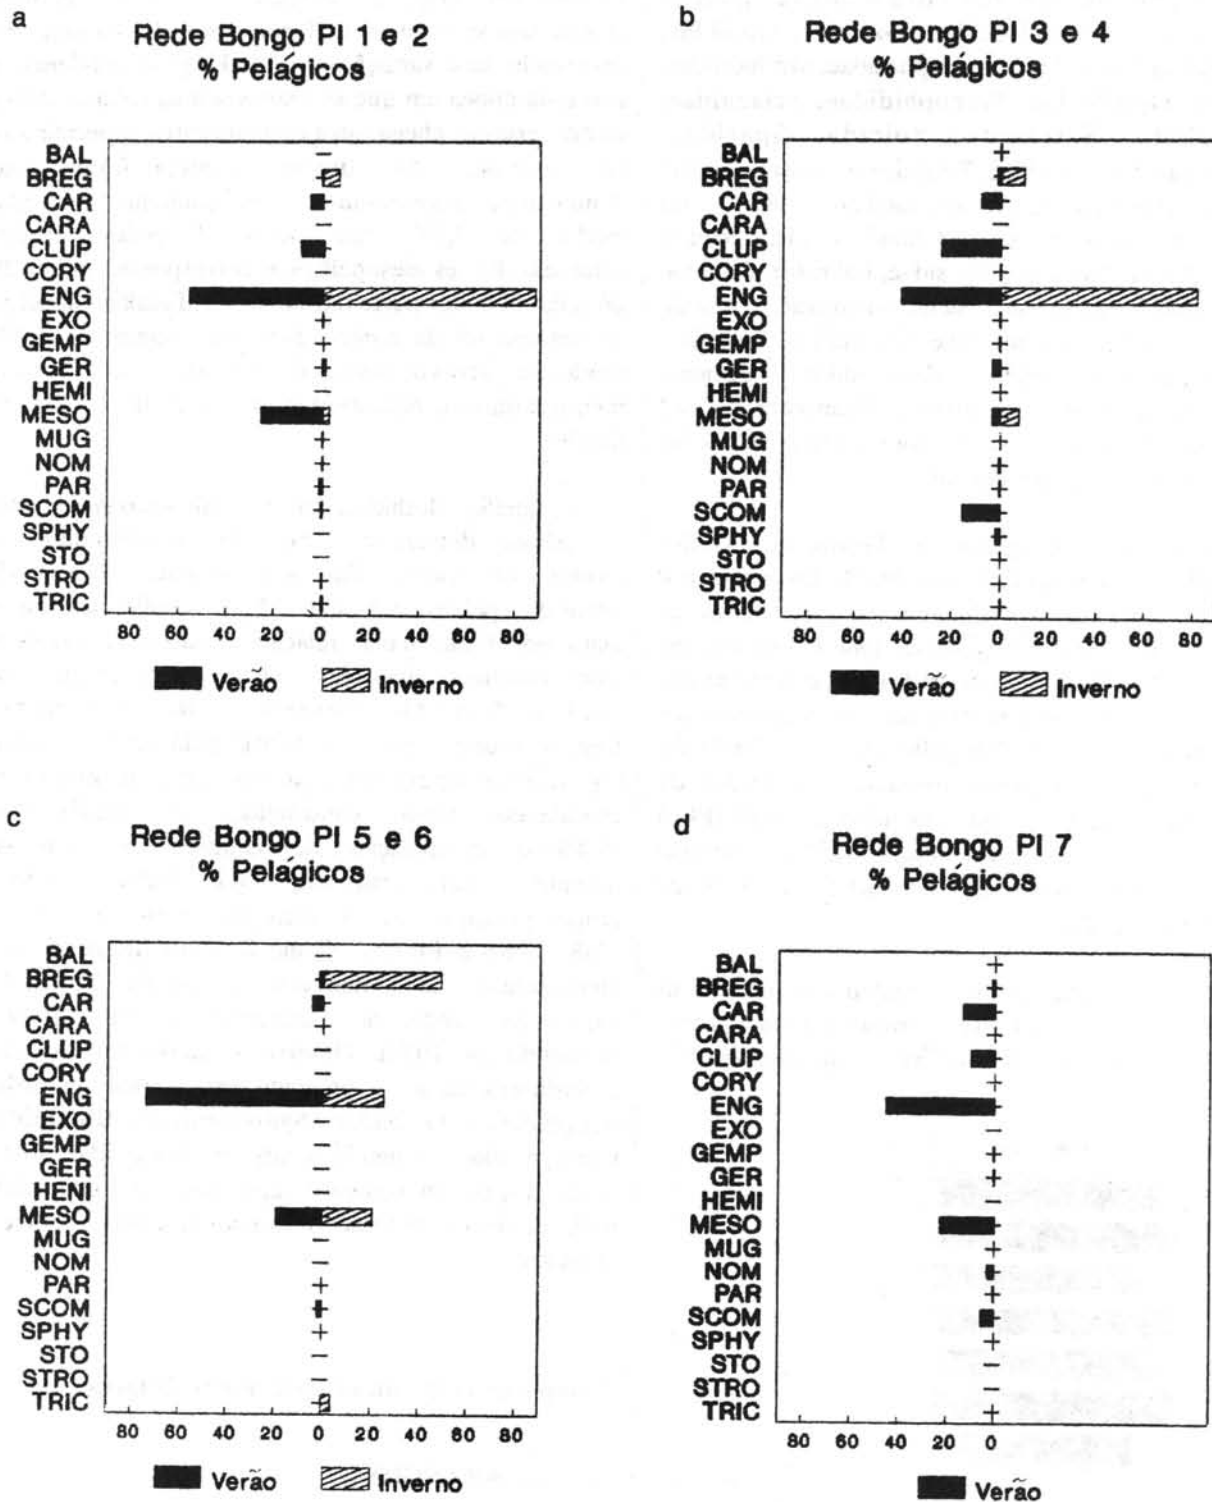 a
Rede Bongo PI 1 e 2
% Pelágicos
BAL
BREG
CAR
CARA
CLUP
CORY
ENG
EXO
GEMP
GER
HEMI
MESO
MUG
NOM
PAR
SCOM
SPHY
STO
STRO
TRIC
80 60 40 20 0 20 40 60 80
Verão Inverno
b
Rede Bongo PI 3 e 4
% Pelágicos
BAL
BREG
CAR
CARA
CLUP
CORY
ENG
EXO
GEMP
GER
HEMI
MESO
MUG
NOM
PAR
SCOM
SPHY
STO
STRO
TRIC
80 60 40 20 0 20 40 60 80
Verão Inverno
c
Rede Bongo PI 5 e 6
% Pelágicos
BAL
BREG
CAR
CARA
CLUP
CORY
ENG
EXO
GEMP
GER
HENI
MESO
MUG
NOM
PAR
SCOM
SPHY
STO
STRO
TRIC
80 60 40 20 0 20 40 60 80
Verão Inverno
d
Rede Bongo PI 7
% Pelágicos
BAL
BREG
CAR
CARA
CLUP
CORY
ENG
EXO
GEMP
GER
HEMI
MESO
MUG
NOM
PAR
SCOM
SPHY
STO
STRO
TRIC
80 60 40 20 0
Verão